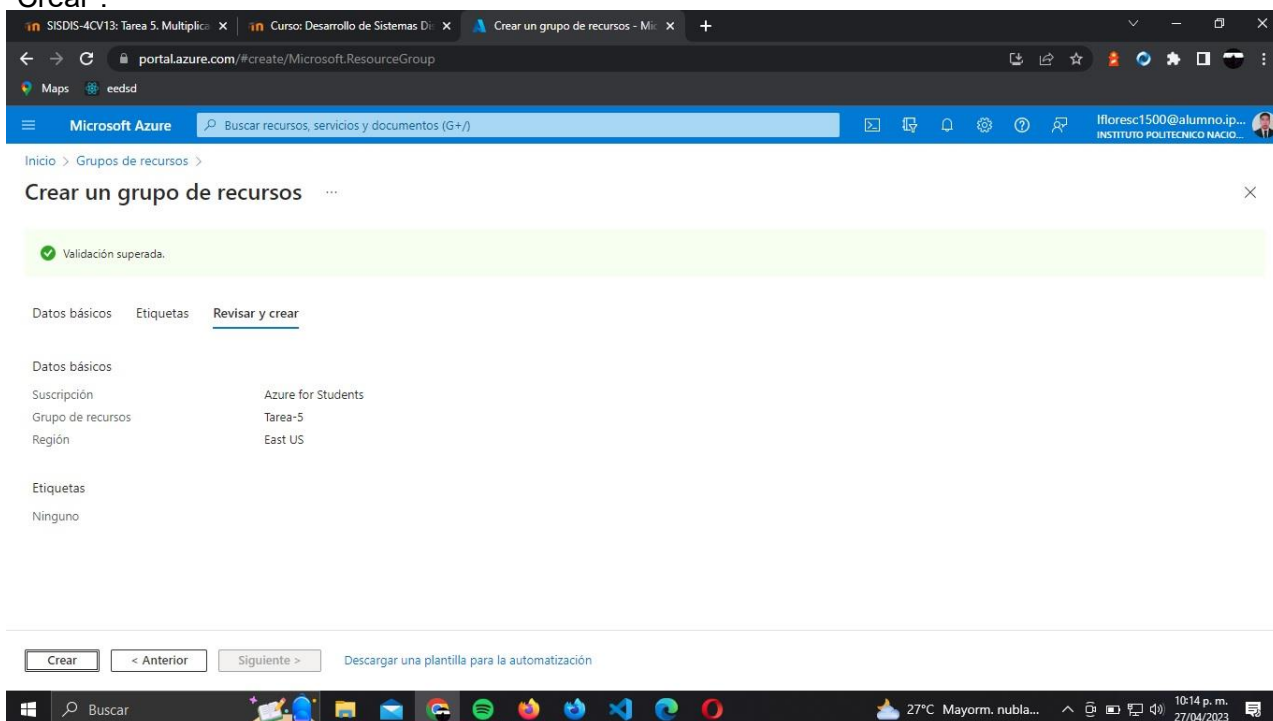 "Crear".
SISDIS-4CV13: Tarea 5. Multiplica
Curso: Desarrollo de Sistemas Di
Crear un grupo de recursos - Mic
portal.azure.com/#create/Microsoft.ResourceGroup
Maps
eedsd
Microsoft Azure
Buscar recursos, servicios y documentos (G+/)
lfloresc1500@alumno.ip...
INSTITUTO POLITECNICO NACIO...
Inicio > Grupos de recursos >
Crear un grupo de recursos ...
Validación superada.
Datos básicos Etiquetas Revisar y crear
Datos básicos
Suscripción Azure for Students
Grupo de recursos Tarea-5
Región East US
Etiquetas
Ninguno
Crear < Anterior Siguiente > Descargar una plantilla para la automatización
Buscar
27°C Mayorm. nubla...
10:14 p. m.
27/04/2023